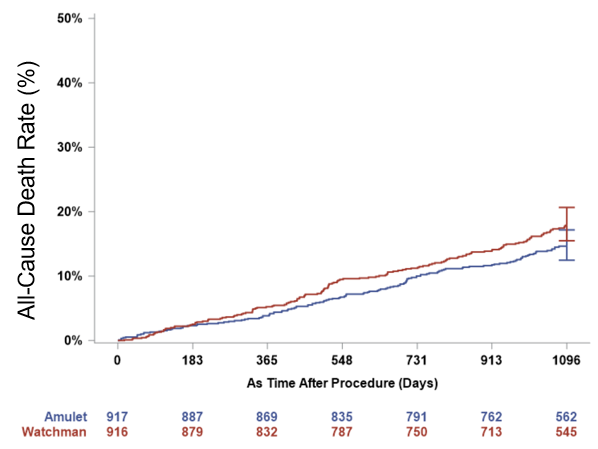 All-Cause Death Rate (%)
50%
40%
30%
20%
10%
0%
0 183 365 548 731 913 1096
As Time After Procedure (Days)
Amulet 917 887 869 835 791 762 562
Watchman 916 879 832 787 750 713 545